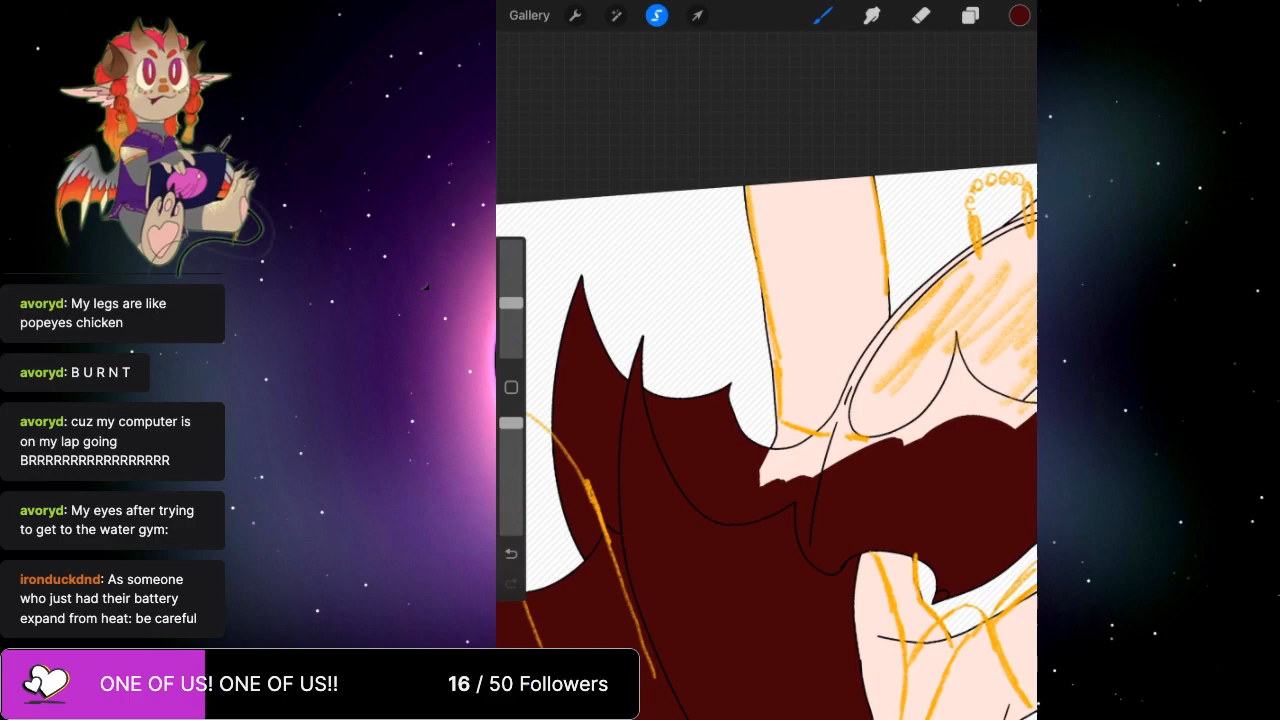 Gallery
avoryd: My legs are like
popeyes chicken
avoryd: B U R N T
avoryd: cuz my computer is
on my lap going
BRRRRRRRRRRRRRRRRR
avoryd: My eyes after trying
to get to the water gym:
ironduckdnd: As someone
who just had their battery
expand from heat: be careful
ONE OF US! ONE OF US!! 16 / 50 Followers